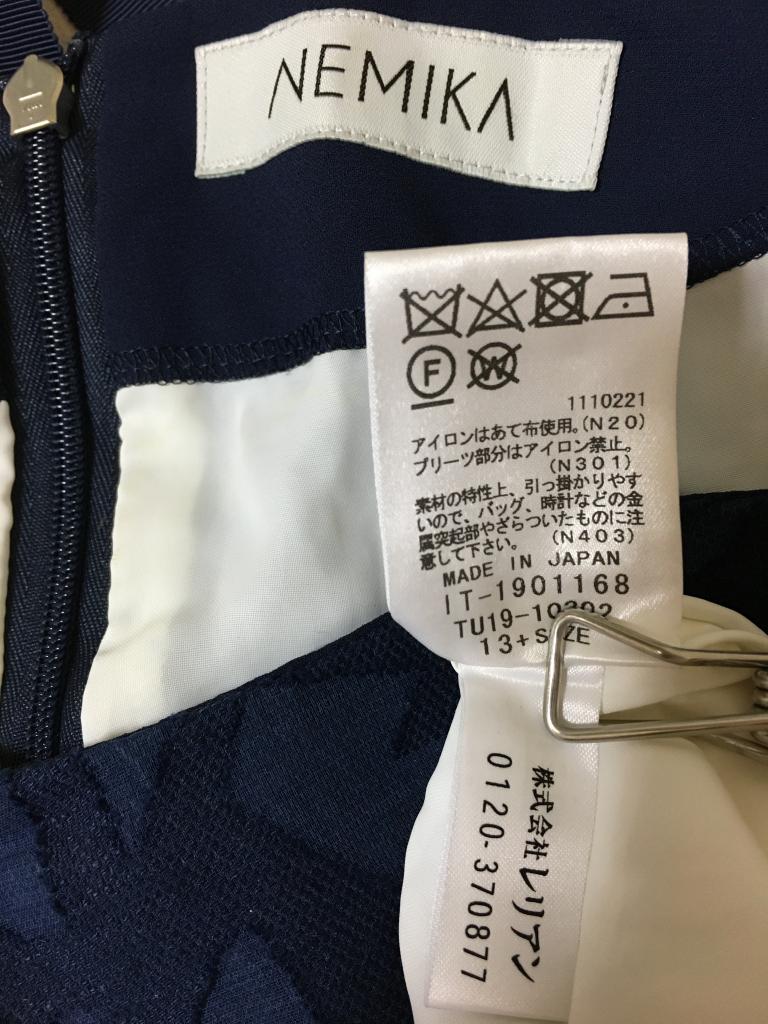 NEMIKA
F
W
1110221
アイロンはあて布使用。(N20)
プリーツ部分はアイロン禁止。
(N301)
素材の特性上、引っ掛かりやす
いので、バッグ、時計などの金
属突起部やざらついたものに注
意して下さい。 (N403)
MADE IN JAPAN
IT-1901168
TU19-10392
13+ SIZE
株式会社レリアン
0120-370877